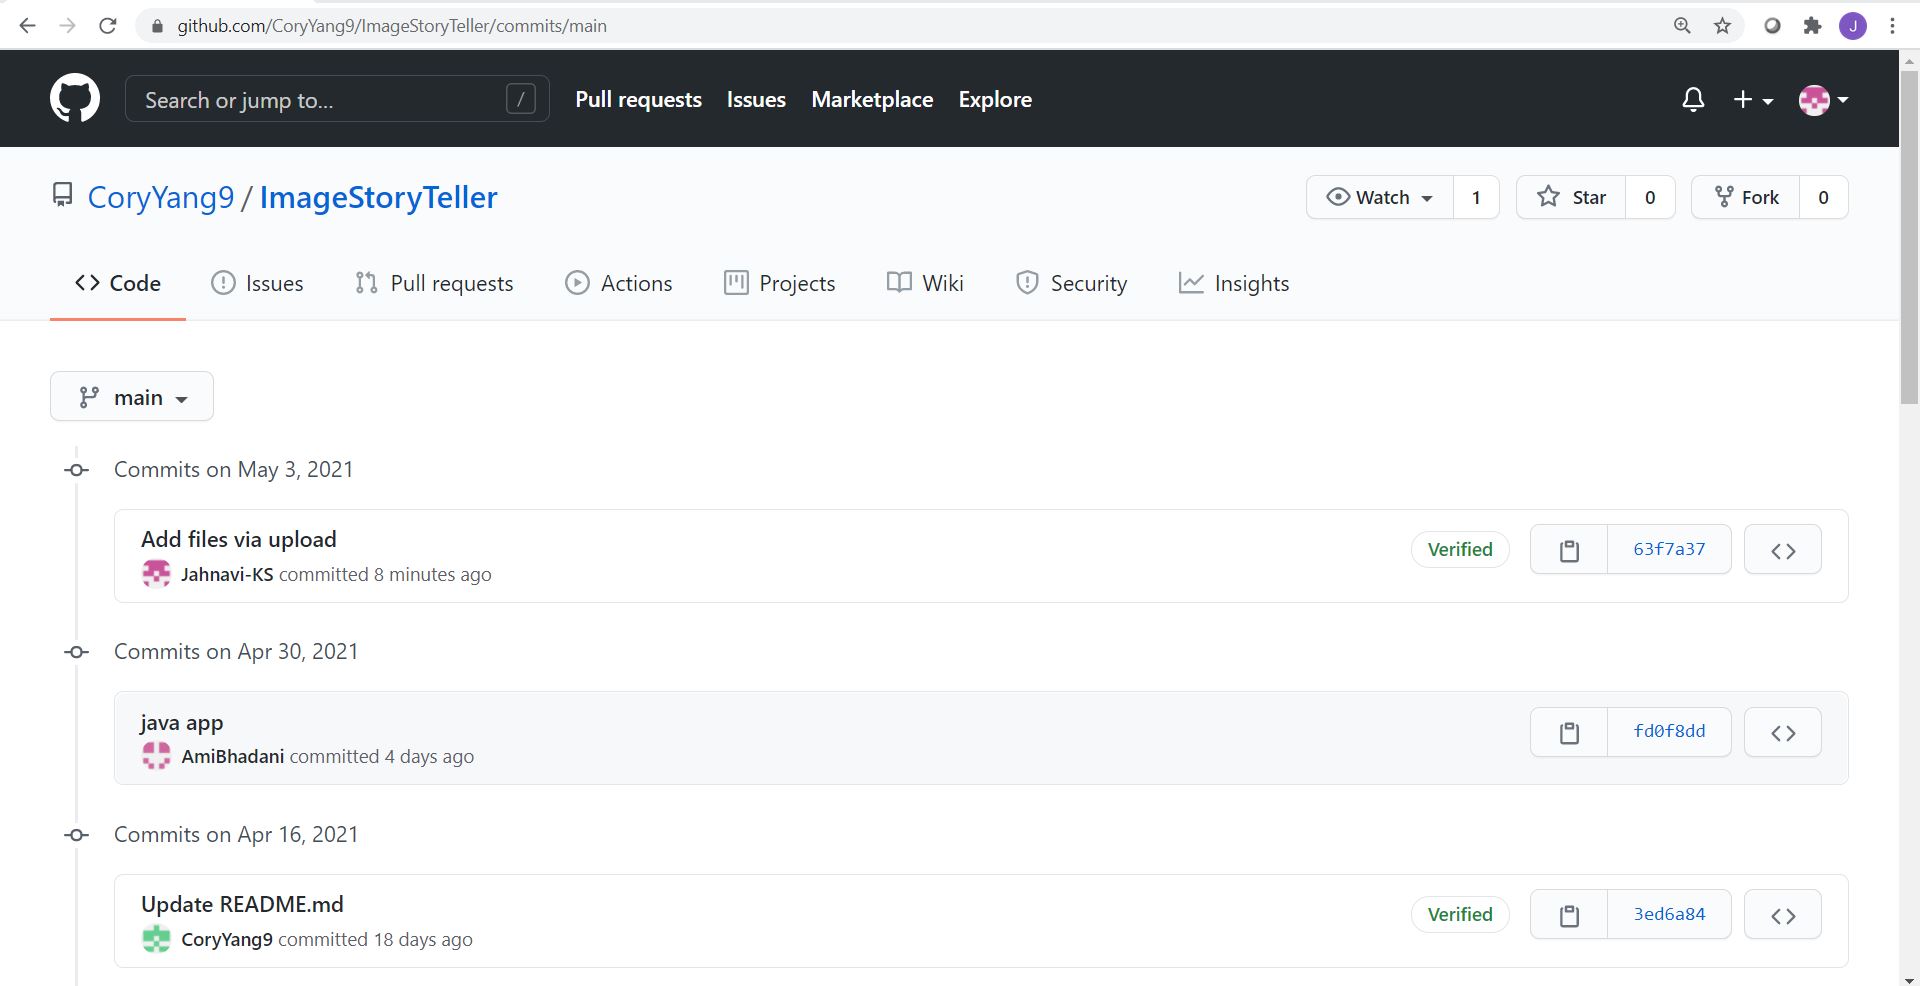 github.com/CoryYang9/ImageStoryTeller/commits/main
J
Search or jump to...
/
Pull requests
Issues
Marketplace
Explore
CoryYang9 / ImageStoryTeller
Watch
1
Star
0
Fork
0
Code
Issues
Pull requests
Actions
Projects
Wiki
Security
Insights
main
Commits on May 3, 2021
Add files via upload
Jahnavi-KS committed 8 minutes ago
Verified
63f7a37
Commits on Apr 30, 2021
java app
AmiBhadani committed 4 days ago
fd0f8dd
Commits on Apr 16, 2021
Update README.md
CoryYang9 committed 18 days ago
Verified
3ed6a84